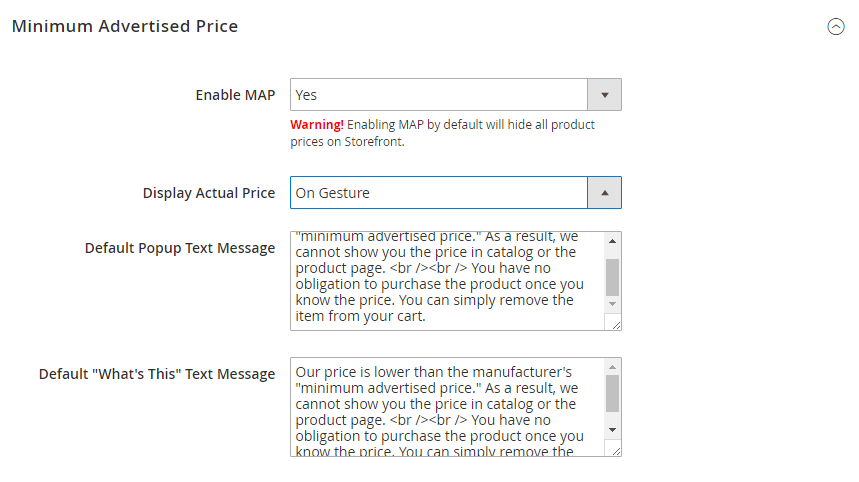 Minimum Advertised Price
Enable MAP
Yes
Warning! Enabling MAP by default will hide all product
prices on Storefront.
Display Actual Price
On Gesture
Default Popup Text Message
"minimum advertised price." As a result, we
cannot show you the price in catalog or the
product page. <br /><br /> You have no
obligation to purchase the product once you
know the price. You can simply remove the
item from your cart.
Default "What's This" Text Message
Our price is lower than the manufacturer's
"minimum advertised price." As a result, we
cannot show you the price in catalog or the
product page. <br /><br /> You have no
obligation to purchase the product once you
know the price. You can simply remove the